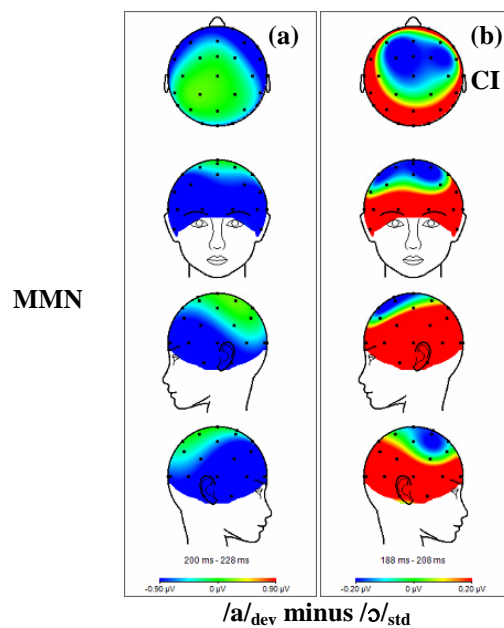 (a) (b)
CI
MMN
200 ms - 228 ms 188 ms - 208 ms
-0.90 µV 0 µV 0.90 µV -0.20 µV 0 µV 0.20 µV
/a/dev minus /ɔ/std